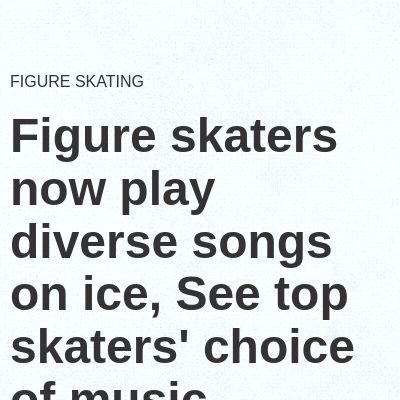 FIGURE SKATING
Figure skaters
now play
diverse songs
on ice, See top
skaters' choice
of music